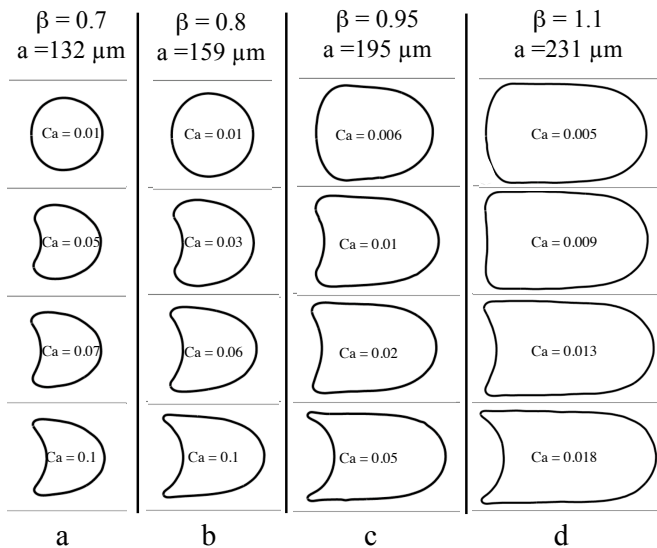 β = 0.7
a =132 µm
β = 0.8
a =159 µm
β = 0.95
a =195 µm
β = 1.1
a =231 µm
Ca = 0.01
Ca = 0.01
Ca = 0.006
Ca = 0.005
Ca = 0.05
Ca = 0.03
Ca = 0.01
Ca = 0.009
Ca = 0.07
Ca = 0.06
Ca = 0.02
Ca = 0.013
Ca = 0.1
Ca = 0.1
Ca = 0.05
Ca = 0.018
a
b
c
d